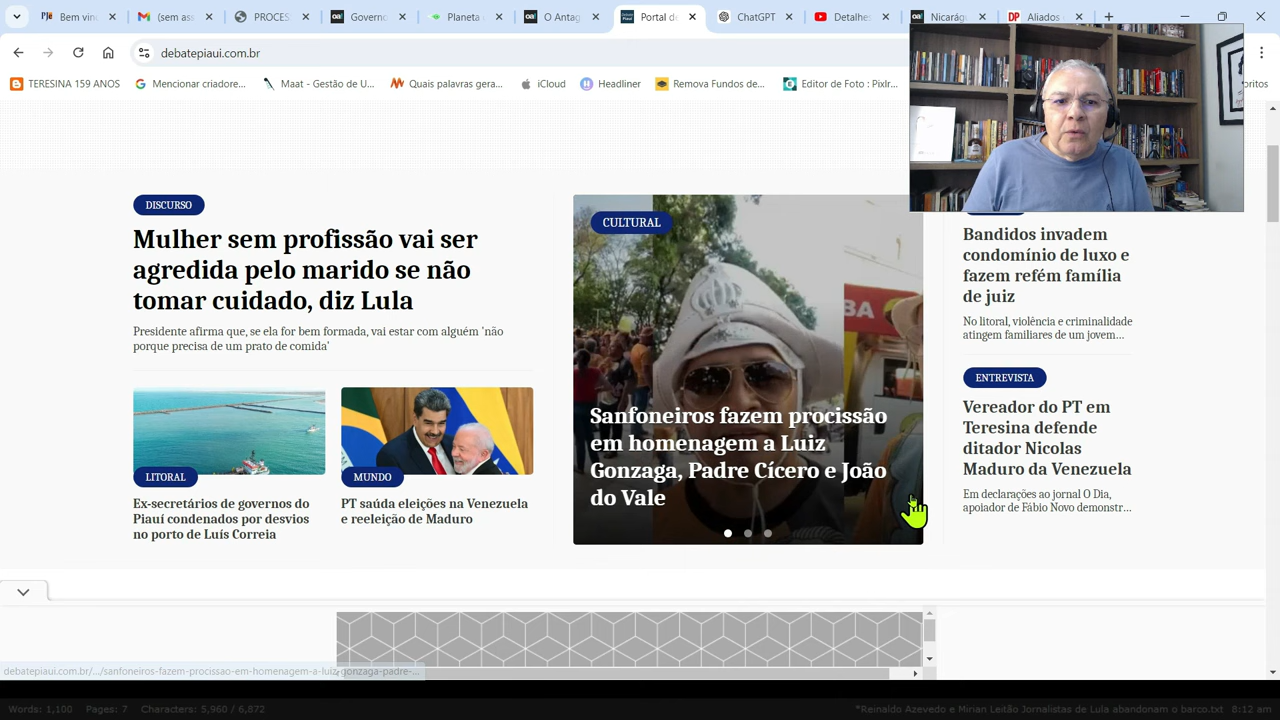 Bem vinc
(sem ass
PROCES
Governo
Planeta d
O Antag
Portal de
ChatGPT
Detalhes
Nicarág
Aliados
debatepiaui.com.br
TERESINA 159 ANOS
Mencionar criadore...
Maat - Gestão de U...
Quais palavras gera...
iCloud
Headliner
Remova Fundos de...
Editor de Foto : Pixlr...
oritos
DISCURSO
Mulher sem profissão vai ser
agredida pelo marido se não
tomar cuidado, diz Lula
Presidente afirma que, se ela for bem formada, vai estar com alguém 'não
porque precisa de um prato de comida'
LITORAL
Ex-secretários de governos do
Piauí condenados por desvios
no porto de Luís Correia
MUNDO
PT saúda eleições na Venezuela
e reeleição de Maduro
CULTURAL
Sanfoneiros fazem procissão
em homenagem a Luiz
Gonzaga, Padre Cícero e João
do Vale
Bandidos invadem
condomínio de luxo e
fazem refém família
de juiz
No litoral, violência e criminalidade
atingem familiares de um jovem...
ENTREVISTA
Vereador do PT em
Teresina defende
ditador Nicolas
Maduro da Venezuela
Em declarações ao jornal O Dia,
apoiador de Fábio Novo demonstr...
debatepiaui.com.br/.../sanfoneiros-fazem-procissao-em-homenagem-a-luiz-gonzaga-padre-...
Words: 1,100 Pages: 7 Characters: 5,960 / 6,872
*Reinaldo Azevedo e Mirian Leitão Jornalistas de Lula abandonam o barco.txt 8:12 am